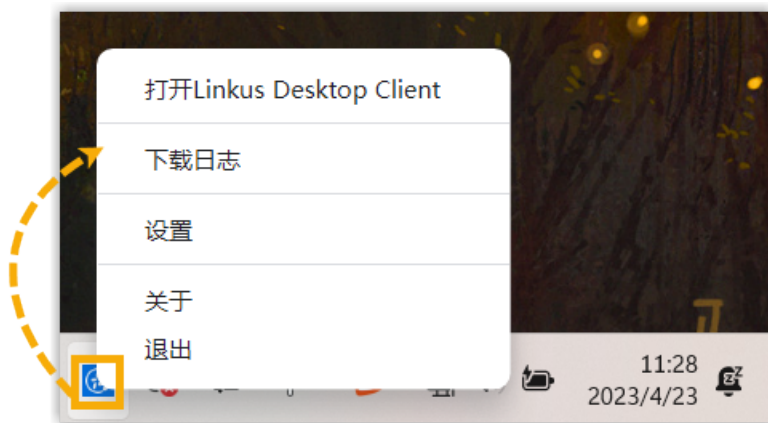 打开Linkus Desktop Client
下载日志
设置
关于
退出
11:28
2023/4/23